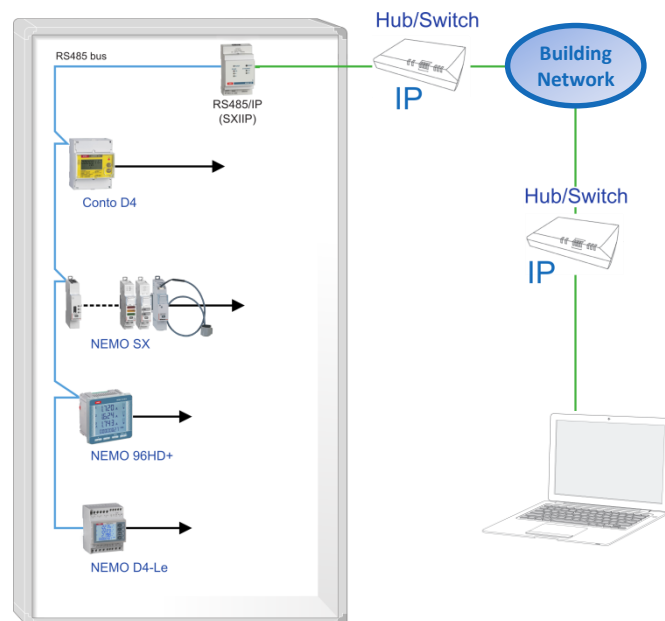 Hub/Switch
RS485 bus
Building
Network
IP
RS485/IP
(SXIIP)
Conto D4
Hub/Switch
IP
NEMO SX
NEMO 96HD+
NEMO D4-Le